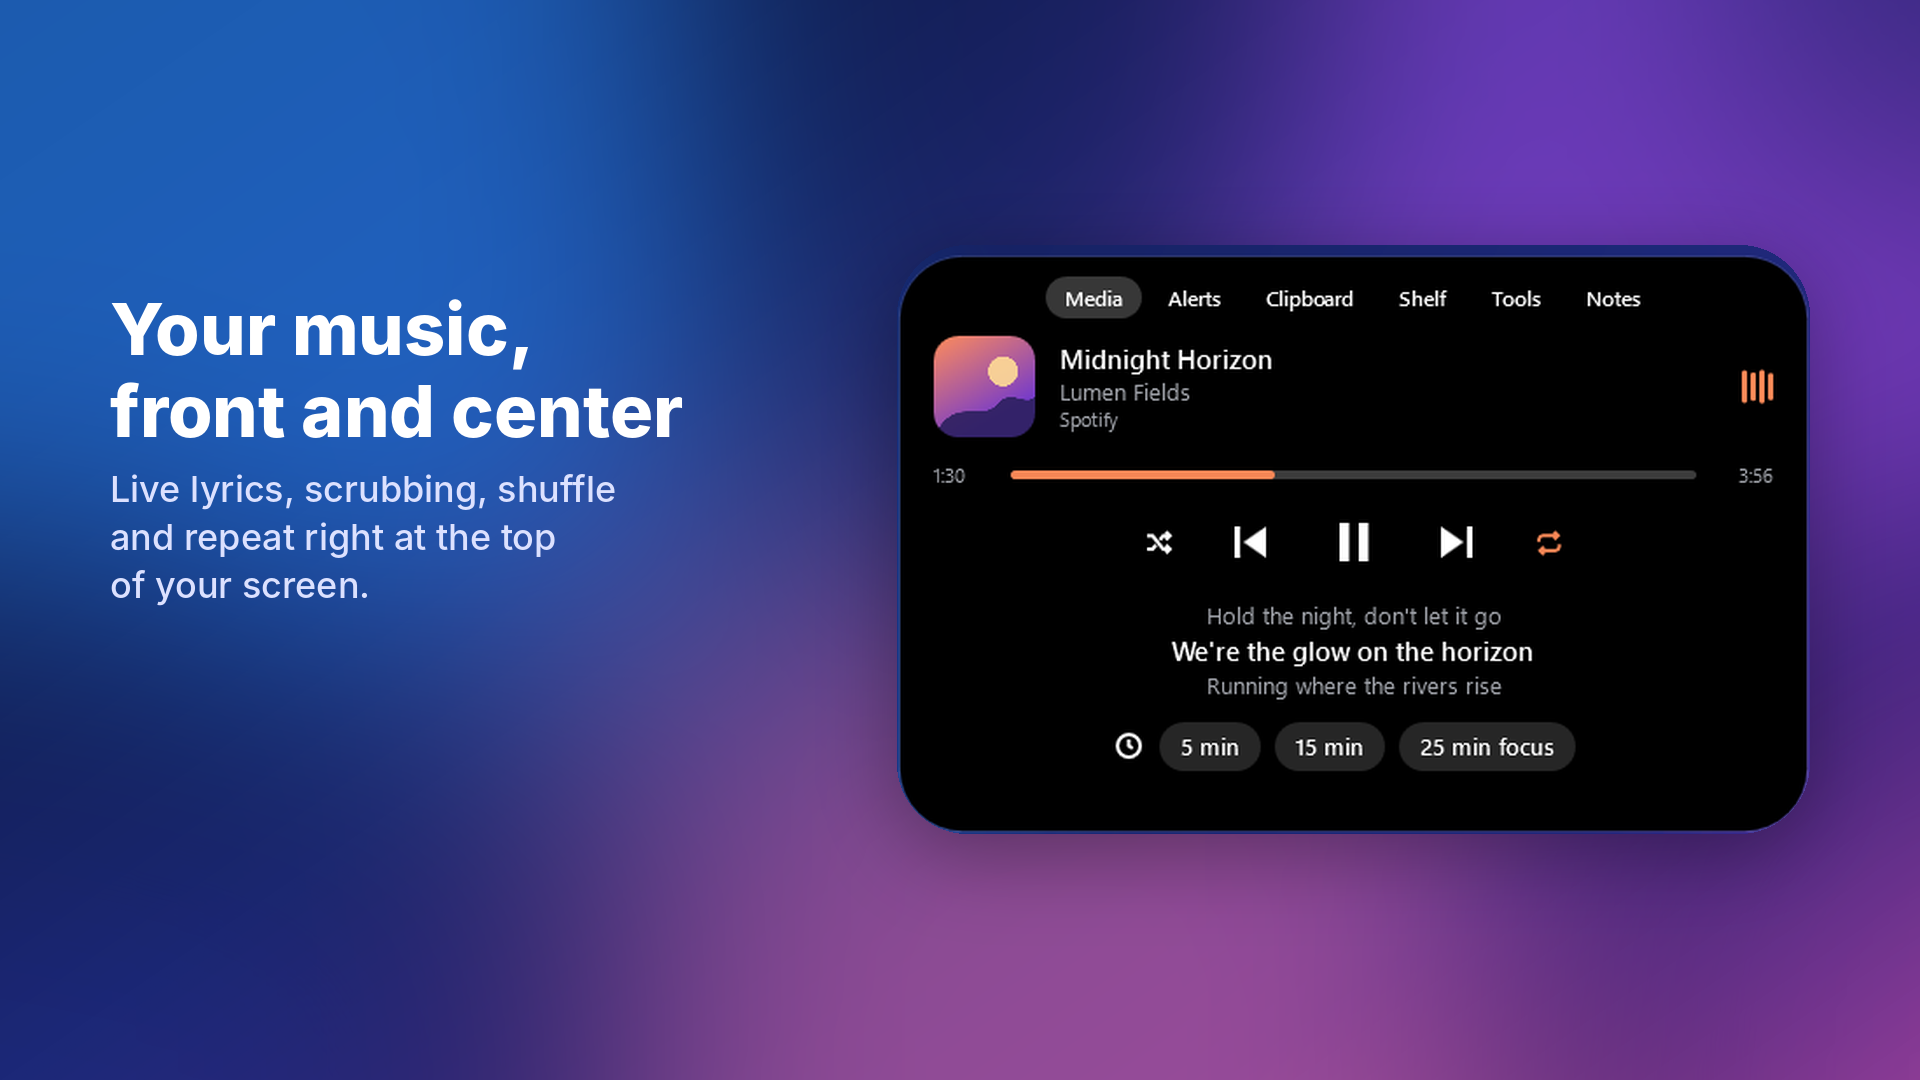 Your music,
front and center
Live lyrics, scrubbing, shuffle
and repeat right at the top
of your screen.
Media Alerts Clipboard Shelf Tools Notes
Midnight Horizon
Lumen Fields
Spotify
1:30 3:56
Hold the night, don't let it go
We're the glow on the horizon
Running where the rivers rise
5 min 15 min 25 min focus